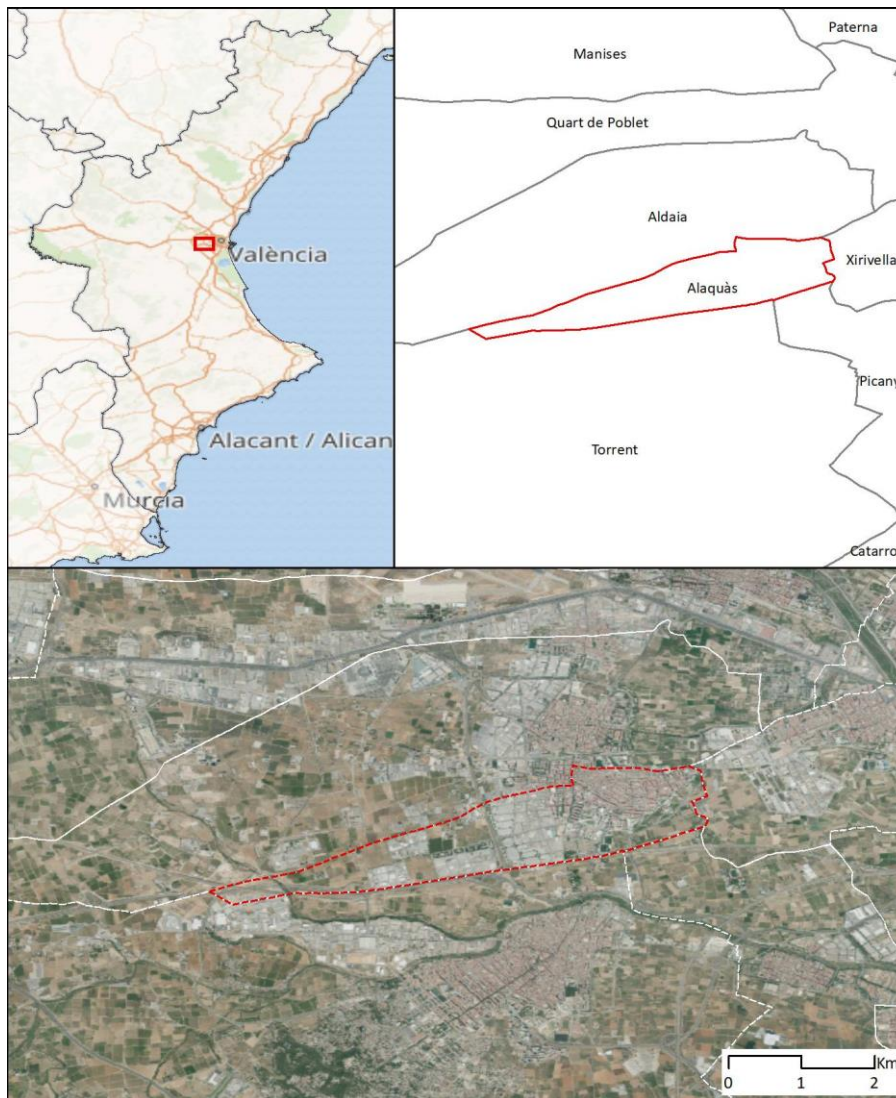 València
Alacant / Alican
Murcia
Paterna
Manises
Quart de Poblet
Aldaia
Xirivella
Alaquàs
Picany
Torrent
Catarro
Km
0 1 2